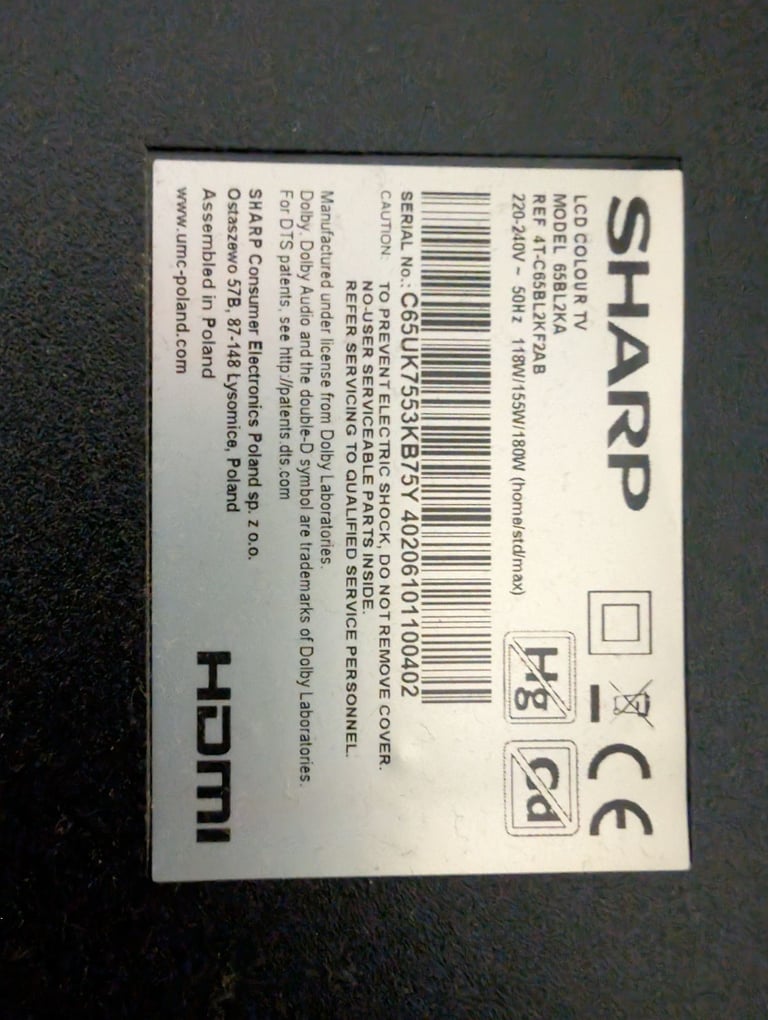 SHARP
CE
LCD COLOUR TV
MODEL 65BL2KA
REF 4T-C65BL2KF2AB
220-240V ~ 50Hz 118W/155W/180W (home/std/max)
Hg
Cd
SERIAL No.: C65UK7553KB75Y 40206101100402
CAUTION: TO PREVENT ELECTRIC SHOCK, DO NOT REMOVE COVER.
NO-USER SERVICEABLE PARTS INSIDE.
REFER SERVICING TO QUALIFIED SERVICE PERSONNEL.
Manufactured under license from Dolby Laboratories.
Dolby, Dolby Audio and the double-D symbol are trademarks of Dolby Laboratories.
For DTS patents, see http://patents.dts.com
SHARP Consumer Electronics Poland sp. z o.o.
Ostaszewo 57B, 87-148 Lysomice, Poland
Assembled in Poland
www.umc-poland.com
HDMI